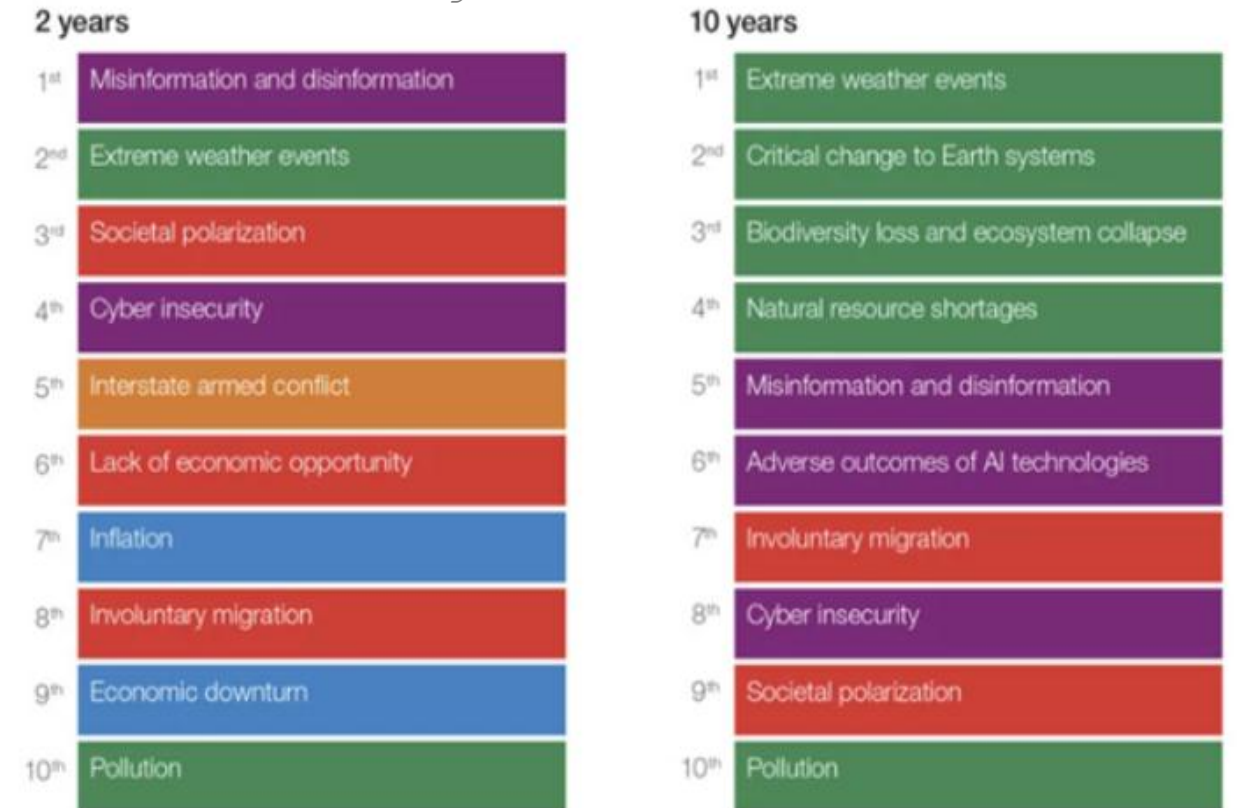 2 years
1st Misinformation and disinformation
2nd Extreme weather events
3rd Societal polarization
4th Cyber insecurity
5th Interstate armed conflict
6th Lack of economic opportunity
7th Inflation
8th Involuntary migration
9th Economic downturn
10th Pollution
10 years
1st Extreme weather events
2nd Critical change to Earth systems
3rd Biodiversity loss and ecosystem collapse
4th Natural resource shortages
5th Misinformation and disinformation
6th Adverse outcomes of AI technologies
7th Involuntary migration
8th Cyber insecurity
9th Societal polarization
10th Pollution